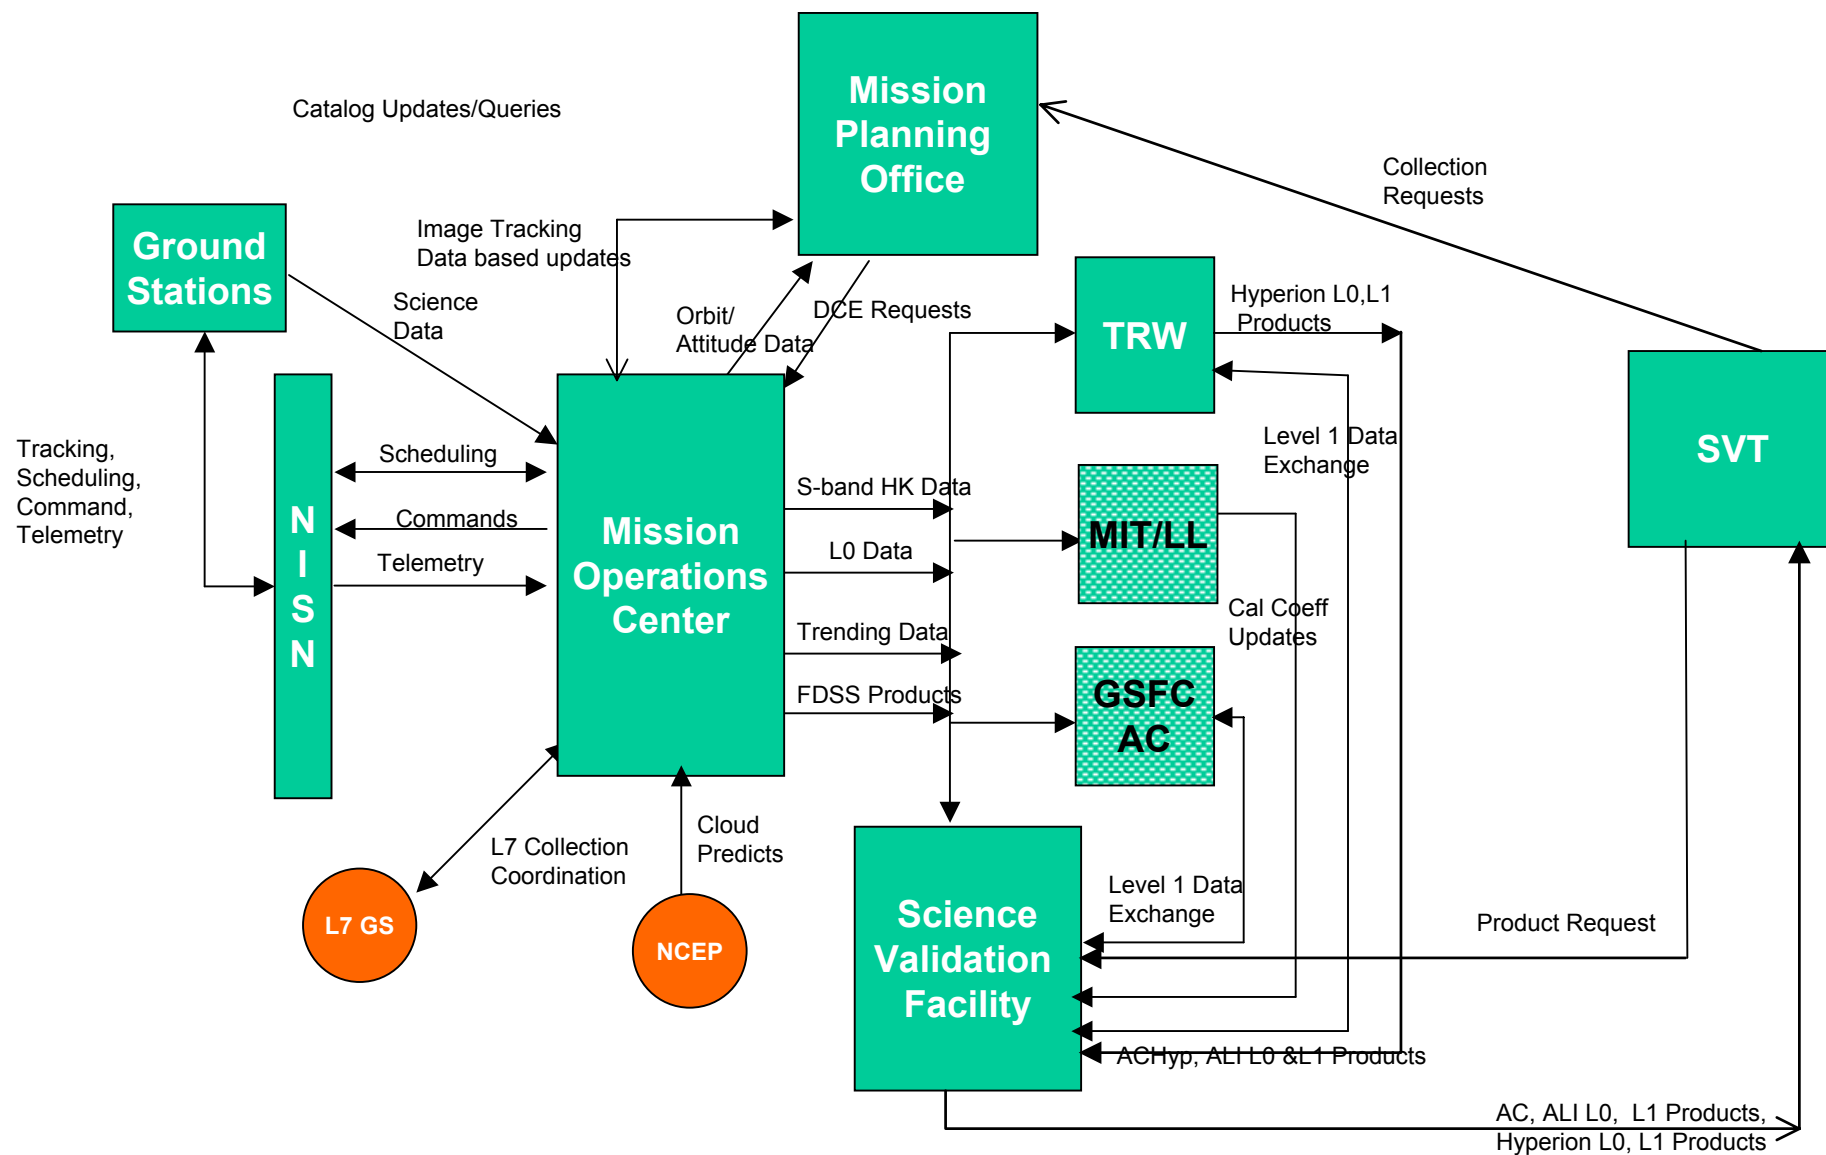 Mission
Planning
Office
Catalog Updates/Queries
Collection
Requests
Ground
Stations
Image Tracking
Data based updates
Science
Data
Orbit/
Attitude Data
DCE Requests
TRW
Hyperion L0,L1
Products
SVT
Tracking,
Scheduling,
Command,
Telemetry
N
I
S
N
Scheduling
Commands
Telemetry
Mission
Operations
Center
S-band HK Data
L0 Data
Trending Data
FDSS Products
Level 1 Data
Exchange
MIT/LL
Cal Coeff
Updates
GSFC
AC
L7 Collection
Coordination
Cloud
Predicts
L7 GS
NCEP
Science
Validation
Facility
Level 1 Data
Exchange
Product Request
ACHyp, ALI L0 &L1 Products
AC, ALI L0, L1 Products,
Hyperion L0, L1 Products